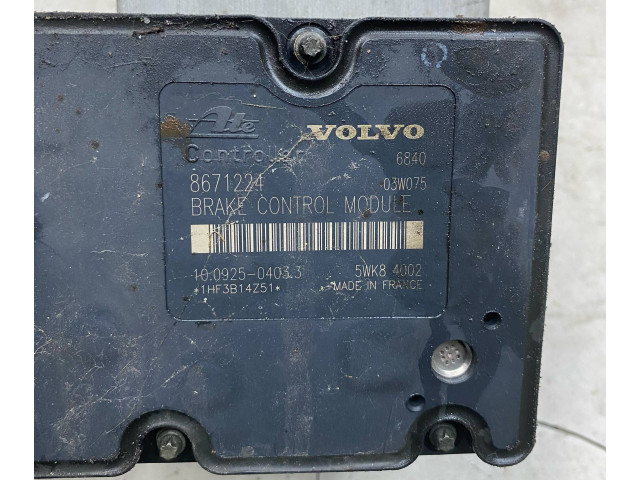 Ate VOLVO
Controller 6840
8671224 03W075
BRAKE CONTROL MODULE
10.0925-0403.3 5WK8 4002
*1HF3B14Z51* MADE IN FRANCE